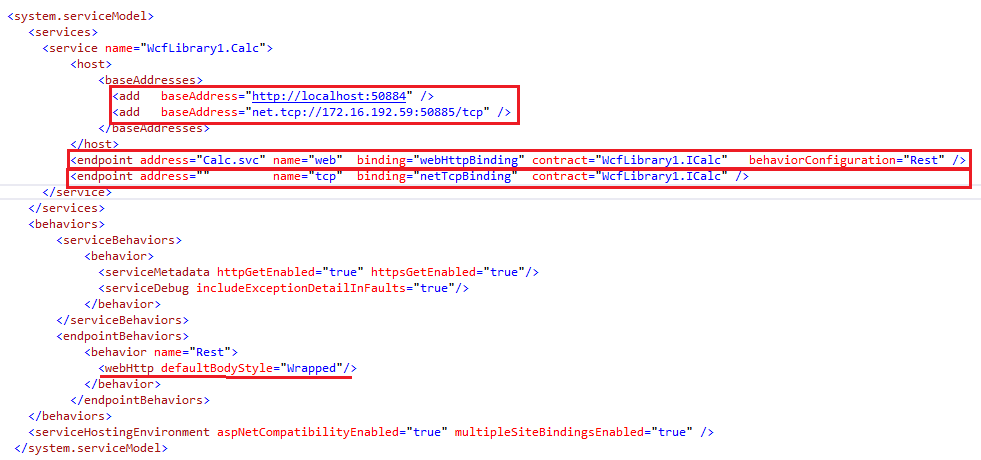 <system.serviceModel>
<services>
<service name="WcfLibrary1.Calc">
<host>
<baseAddresses>
<add   baseAddress="http://localhost:50884" />
<add   baseAddress="net.tcp://172.16.192.59:50885/tcp" />
</baseAddresses>
</host>
<endpoint address="Calc.svc" name="web"  binding="webHttpBinding" contract="WcfLibrary1.ICalc"   behaviorConfiguration="Rest" />
<endpoint address=""         name="tcp"  binding="netTcpBinding"  contract="WcfLibrary1.ICalc" />
</service>
</services>
<behaviors>
<serviceBehaviors>
<behavior>
<serviceMetadata httpGetEnabled="true" httpsGetEnabled="true"/>
<serviceDebug includeExceptionDetailInFaults="true"/>
</behavior>
</serviceBehaviors>
<endpointBehaviors>
<behavior name="Rest">
<webHttp defaultBodyStyle="Wrapped"/>
</behavior>
</endpointBehaviors>
</behaviors>
<serviceHostingEnvironment aspNetCompatibilityEnabled="true" multipleSiteBindingsEnabled="true" />
</system.serviceModel>